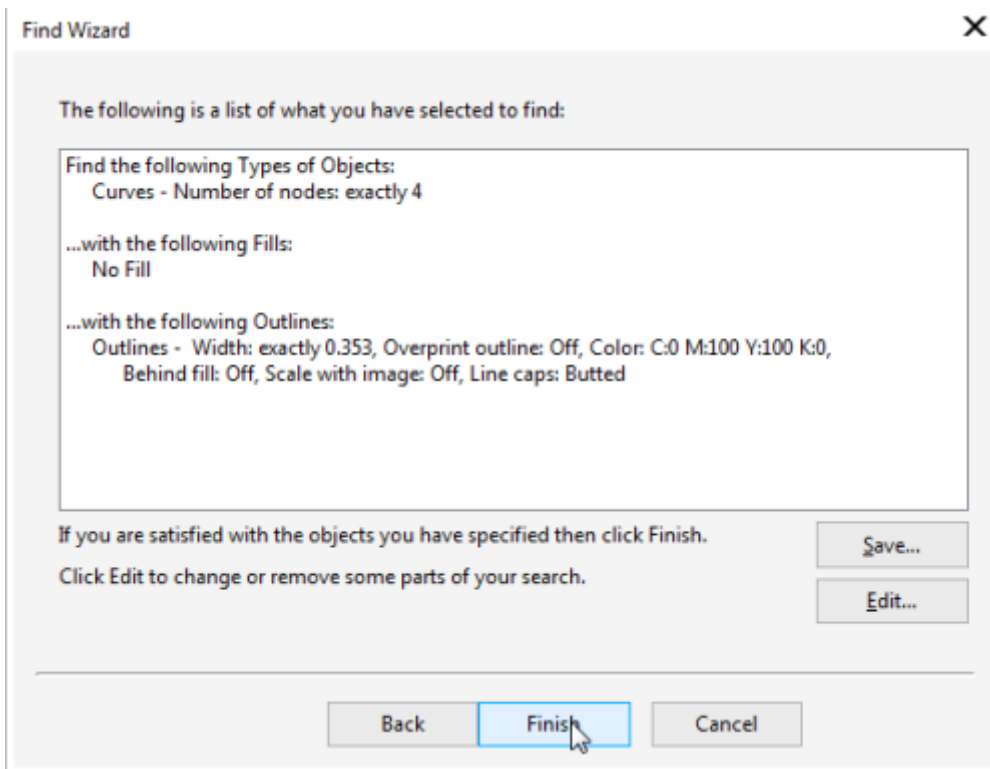 Find Wizard
The following is a list of what you have selected to find:
Find the following Types of Objects:
Curves - Number of nodes: exactly 4
...with the following Fills:
No Fill
...with the following Outlines:
Outlines - Width: exactly 0.353, Overprint outline: Off, Color: C:0 M:100 Y:100 K:0,
Behind fill: Off, Scale with image: Off, Line caps: Butted
If you are satisfied with the objects you have specified then click Finish.
Save...
Click Edit to change or remove some parts of your search.
Edit...
Back Finish Cancel